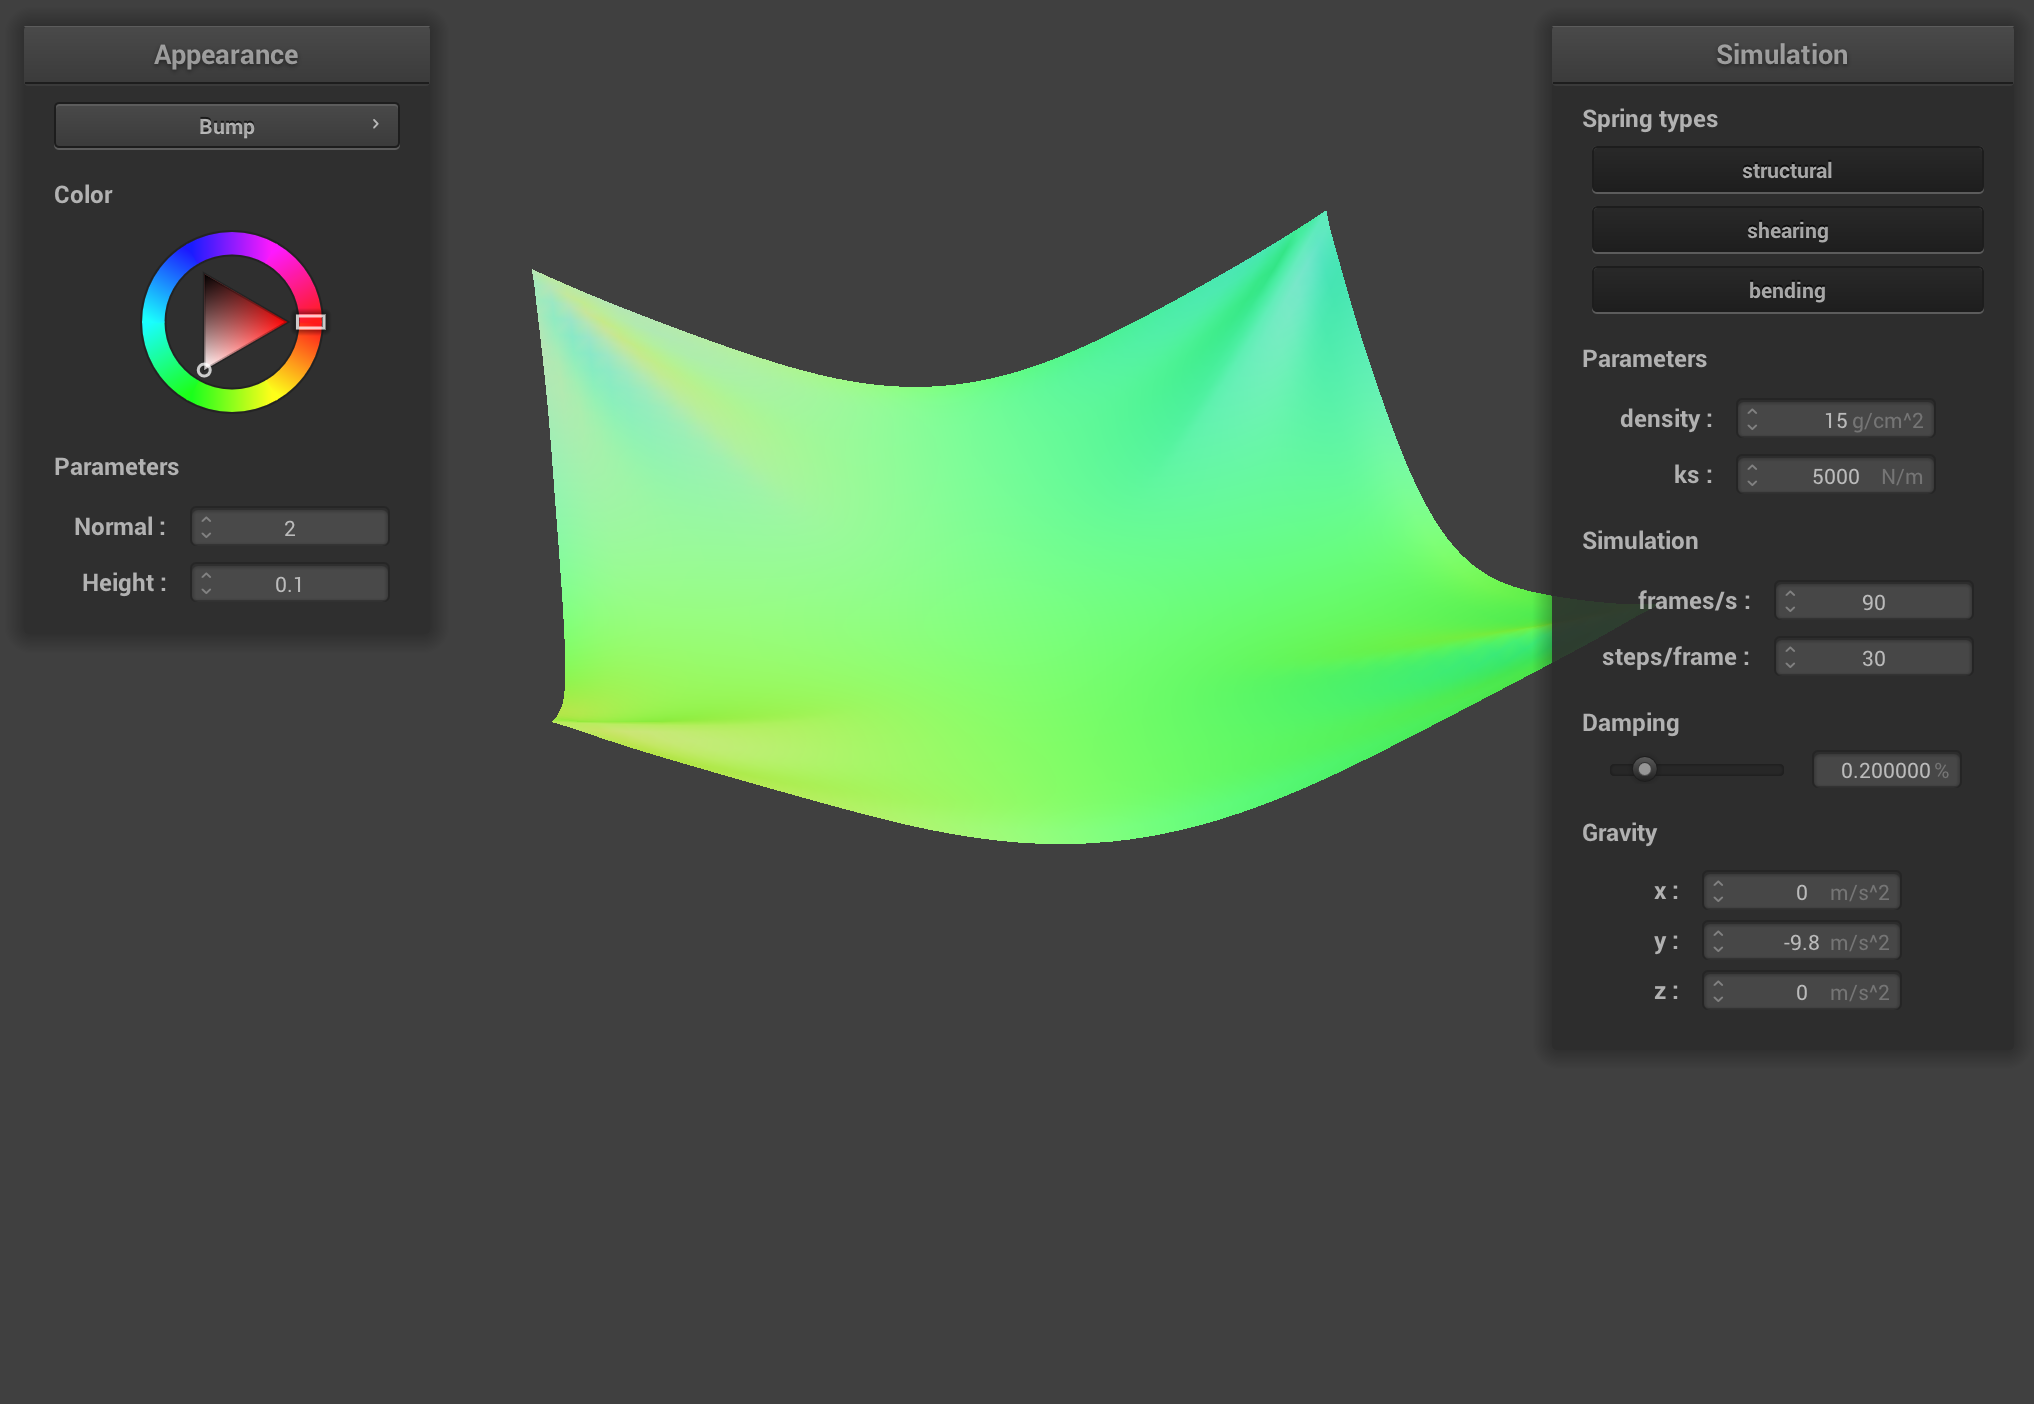 Appearance
Bump
Color
Parameters
Normal : 2
Height : 0.1
Simulation
Spring types
structural
shearing
bending
Parameters
density : 15 g/cm^2
ks : 5000 N/m
Simulation
frames/s : 90
steps/frame : 30
Damping
0.200000 %
Gravity
x : 0 m/s^2
y : -9.8 m/s^2
z : 0 m/s^2